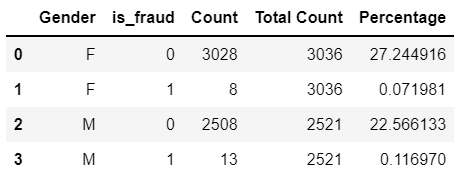 Gender is_fraud Count Total Count Percentage
0 F 0 3028 3036 27.244916
1 F 1 8 3036 0.071981
2 M 0 2508 2521 22.566133
3 M 1 13 2521 0.116970